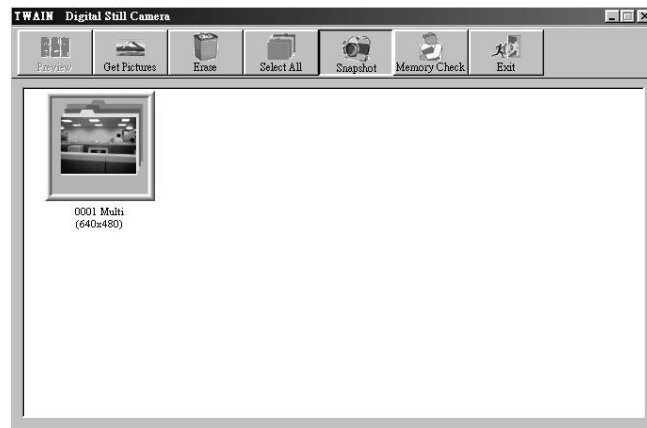 TWAIN Digital Still Camera
Preview Get Pictures Erase Select All Snapshot Memory Check Exit
0001 Multi
(640x480)